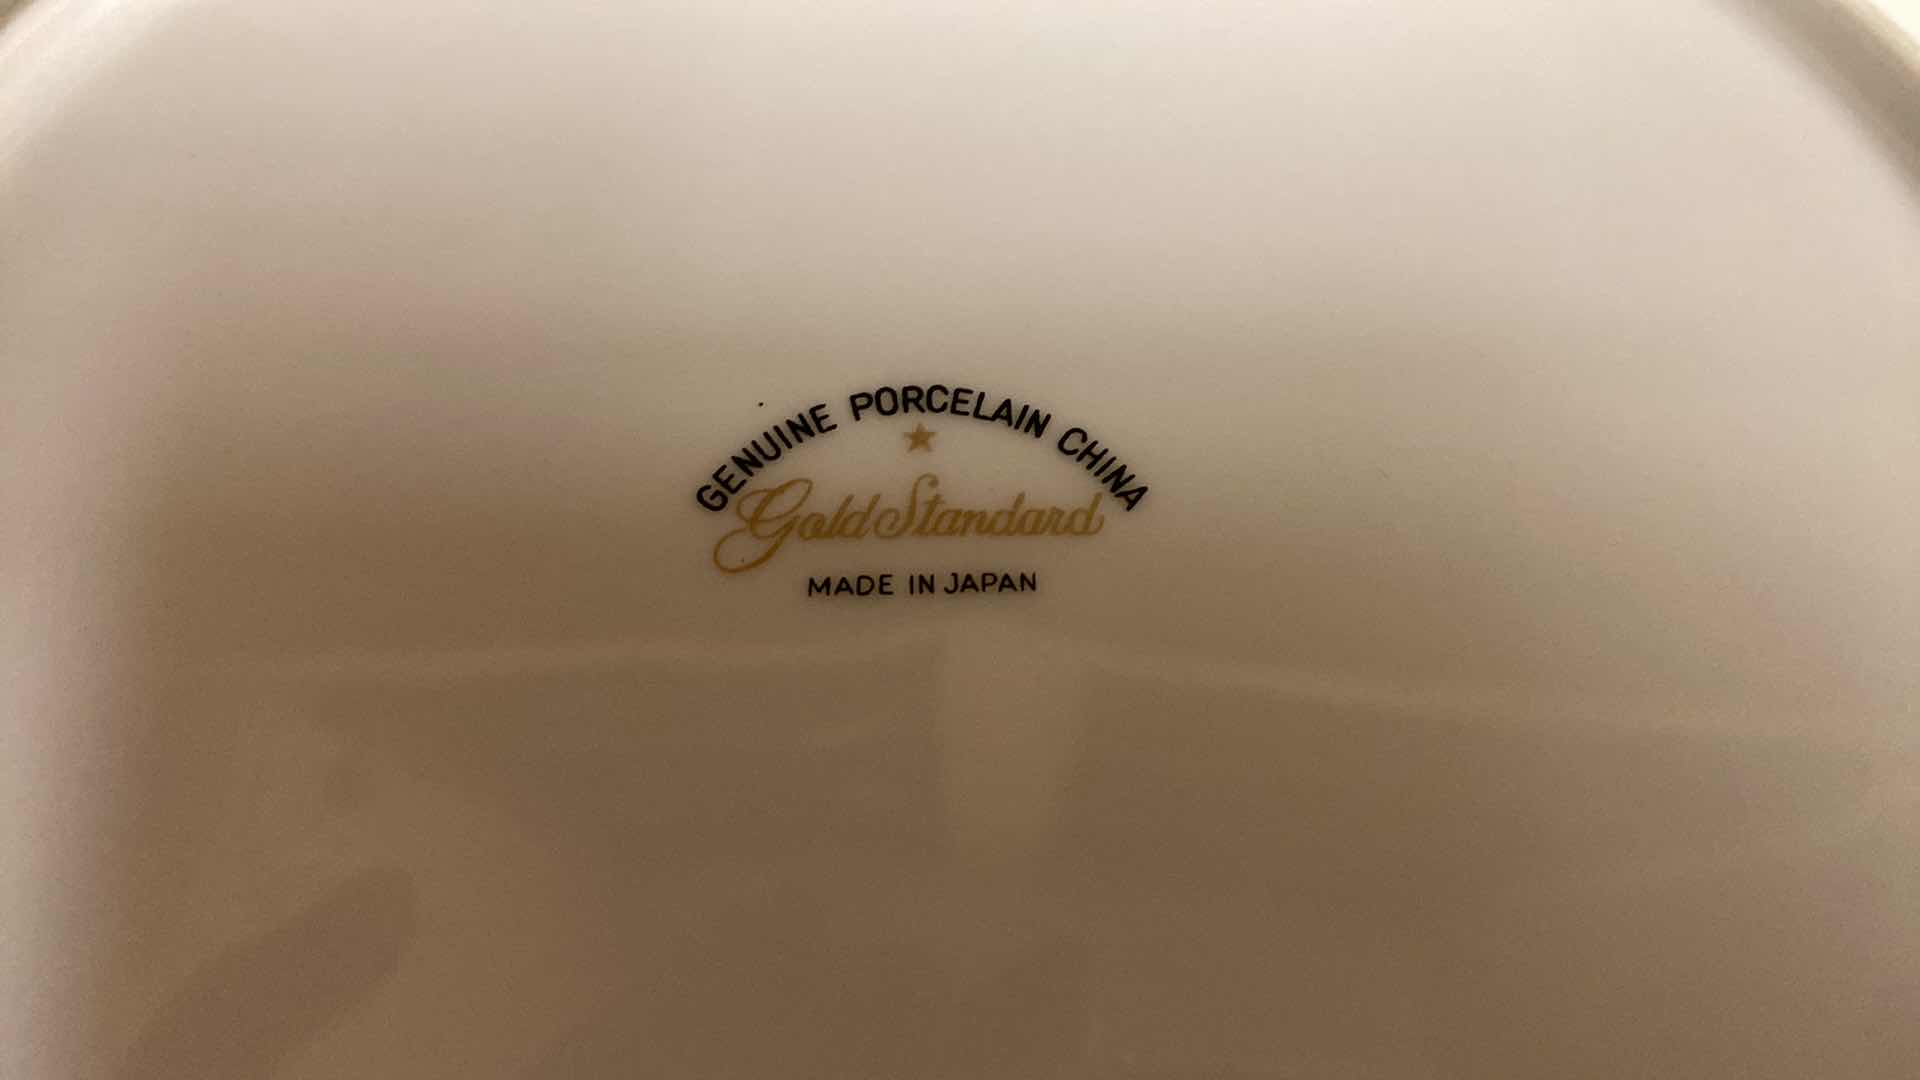 GENUINE PORCELAIN CHINA
Gold Standard
MADE IN JAPAN